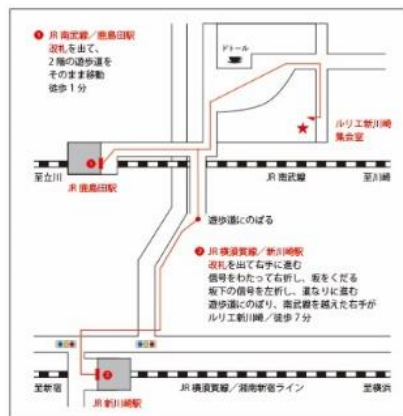 ❶ JR 南武線／鹿島田駅
改札を出て、
2階の遊歩道を
そのまま移動
徒歩1分
ドトール
ルリエ新川崎
集会室
❶
至立川
JR 鹿島田駅
JR 南武線
至川崎
遊歩道にのぼる
❷ JR 横須賀線／新川崎駅
改札を出て右手に進む
信号をわたって右折し、坂をくだる
坂下の信号を左折し、道なりに進む
遊歩道にのぼり、南武線を越えた右手が
ルリエ新川崎／徒歩7分
❷
至新宿
JR 新川崎駅
JR 横須賀線／湘南新宿ライン
至横浜